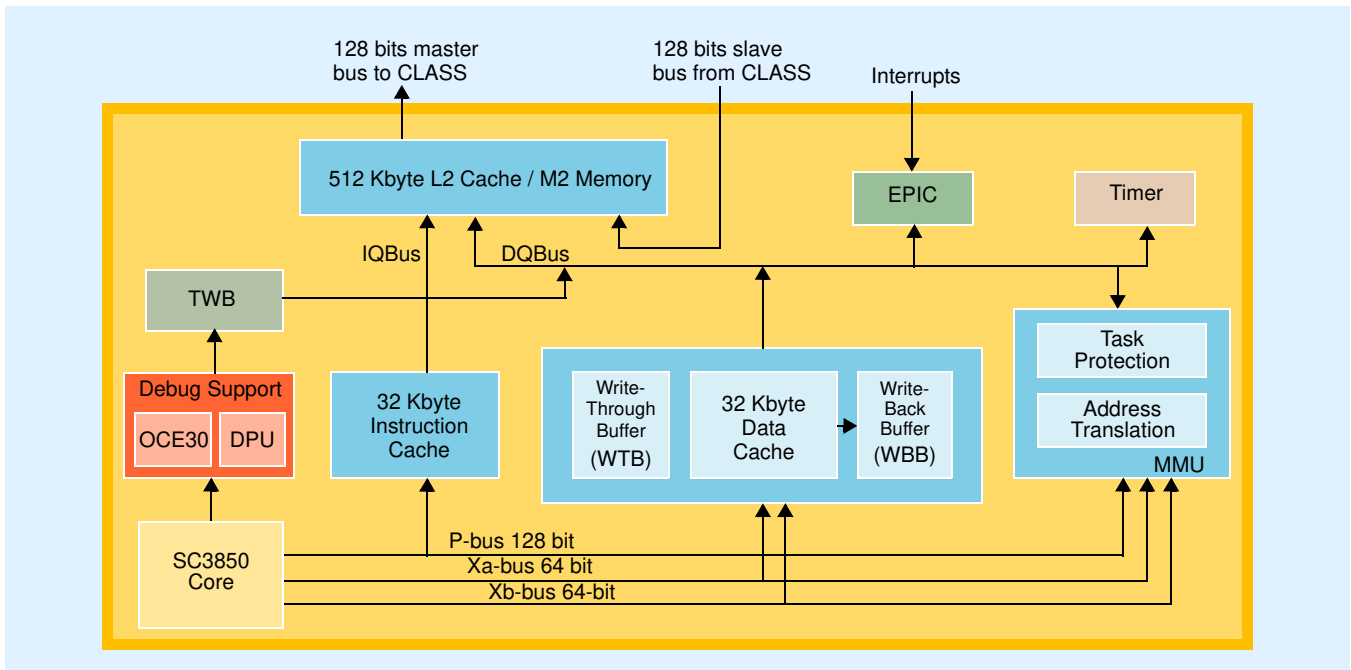 128 bits master
bus to CLASS
128 bits slave
bus from CLASS
Interrupts
512 Kbyte L2 Cache / M2 Memory
EPIC
Timer
IQBus
DQBus
TWB
Debug Support
OCE30
DPU
32 Kbyte
Instruction
Cache
Write-
Through
Buffer
(WTB)
32 Kbyte
Data
Cache
Write-
Back
Buffer
(WBB)
Task
Protection
Address
Translation
MMU
SC3850
Core
P-bus 128 bit
Xa-bus 64 bit
Xb-bus 64-bit